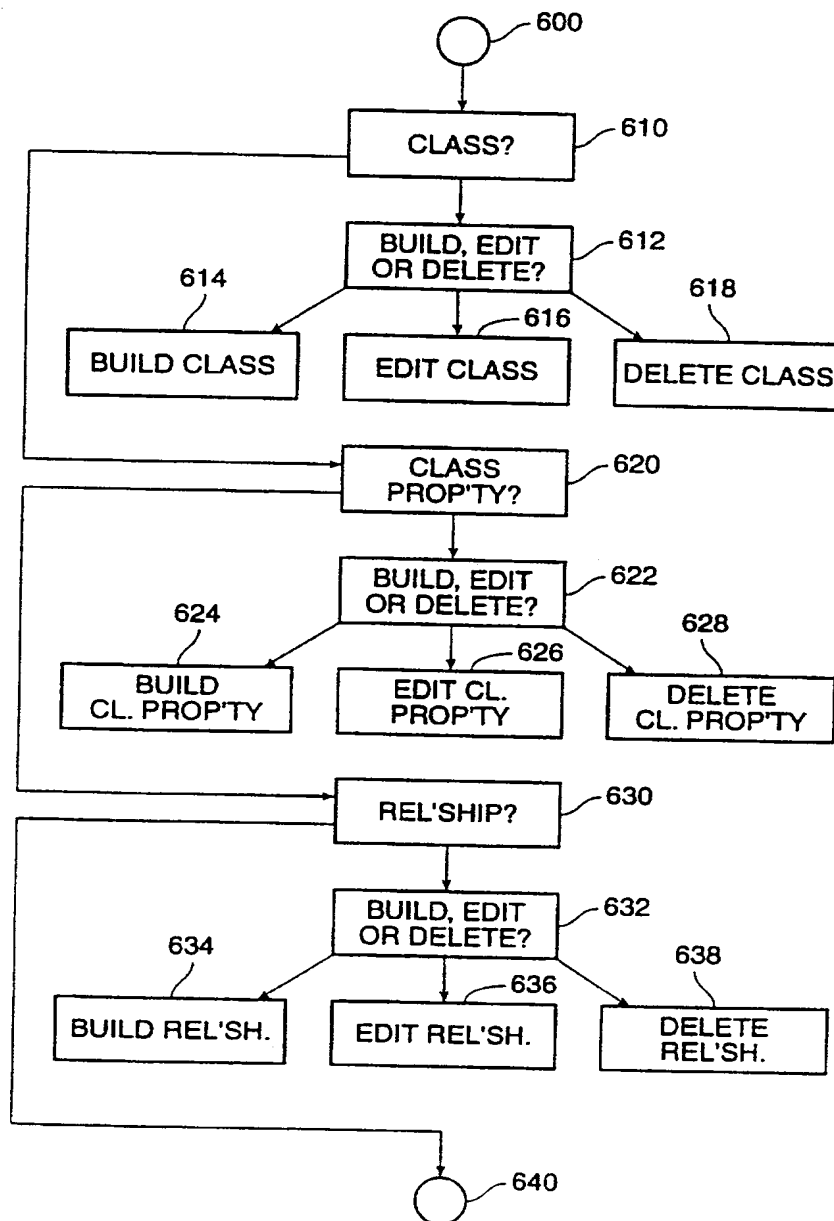 600
CLASS?
610
BUILD, EDIT
OR DELETE?
612
614
616
618
BUILD CLASS
EDIT CLASS
DELETE CLASS
CLASS
PROP'TY?
620
BUILD, EDIT
OR DELETE?
622
624
626
628
BUILD
CL. PROP'TY
EDIT CL.
PROP'TY
DELETE
CL. PROP'TY
REL'SHIP?
630
BUILD, EDIT
OR DELETE?
632
634
636
638
BUILD REL'SH.
EDIT REL'SH.
DELETE
REL'SH.
640